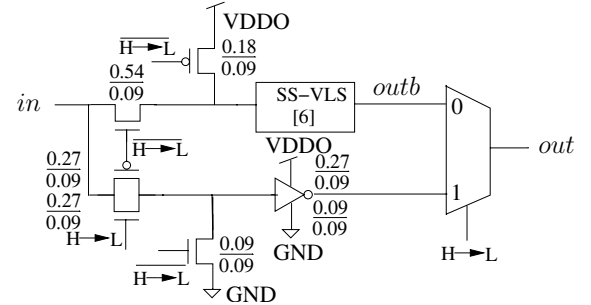 VDDO
H→L
0.18
0.09
0.54
0.09
in
SS−VLS
[6]
outb
0
H→L
VDDO
out
0.27
0.09
0.27
0.09
0.27
0.09
1
0.09
0.09
H→L
GND
H→L
0.09
0.09
H→L
GND